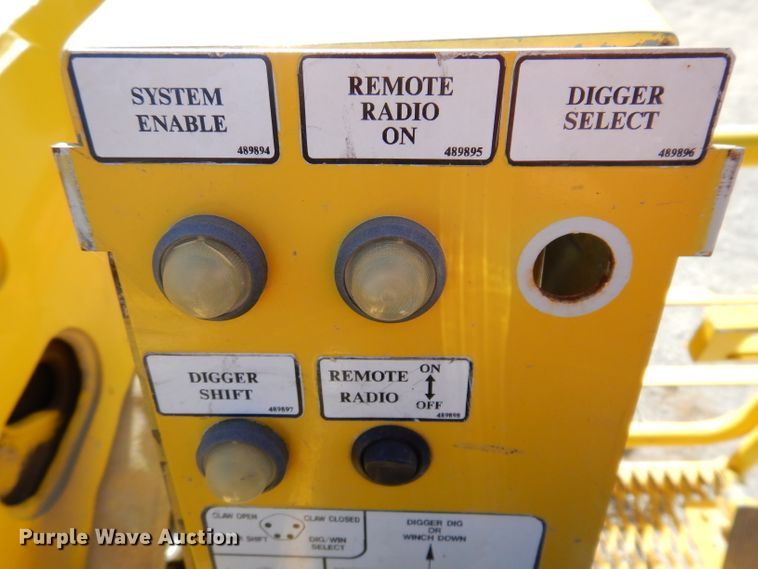 SYSTEM
ENABLE
489894
REMOTE
RADIO
ON
489895
DIGGER
SELECT
489896
DIGGER
SHIFT
489897
REMOTE ON
RADIO OFF
489898
CLAW OPEN CLAW CLOSED
SHIFT DIG/WIN
SELECT
DIGGER DIG
OR
WINCH DOWN
Purple Wave Auction